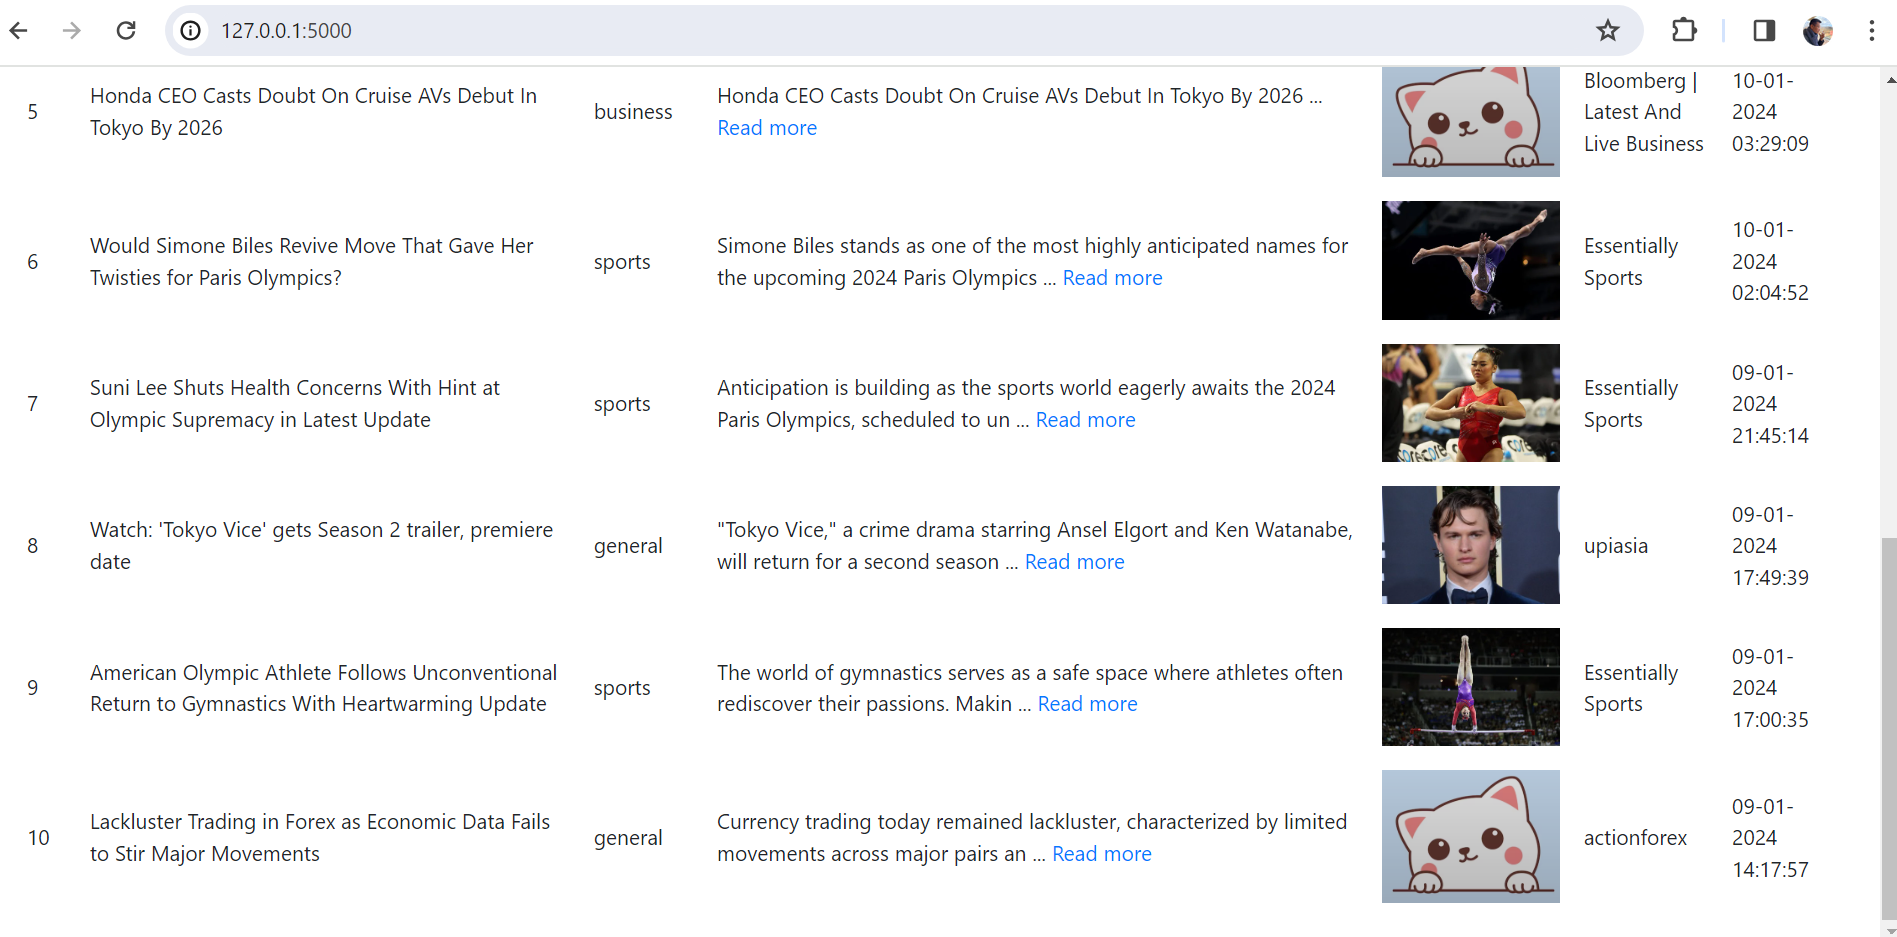 127.0.0.1:5000
5
Honda CEO Casts Doubt On Cruise AVs Debut In
Tokyo By 2026
business
Honda CEO Casts Doubt On Cruise AVs Debut In Tokyo By 2026 ...
Read more
Bloomberg |
Latest And
Live Business
10-01-
2024
03:29:09
6
Would Simone Biles Revive Move That Gave Her
Twisties for Paris Olympics?
sports
Simone Biles stands as one of the most highly anticipated names for
the upcoming 2024 Paris Olympics ... Read more
Essentially
Sports
10-01-
2024
02:04:52
7
Suni Lee Shuts Health Concerns With Hint at
Olympic Supremacy in Latest Update
sports
Anticipation is building as the sports world eagerly awaits the 2024
Paris Olympics, scheduled to un ... Read more
Essentially
Sports
09-01-
2024
21:45:14
8
Watch: 'Tokyo Vice' gets Season 2 trailer, premiere
date
general
"Tokyo Vice," a crime drama starring Ansel Elgort and Ken Watanabe,
will return for a second season ... Read more
upiasia
09-01-
2024
17:49:39
9
American Olympic Athlete Follows Unconventional
Return to Gymnastics With Heartwarming Update
sports
The world of gymnastics serves as a safe space where athletes often
rediscover their passions. Makin ... Read more
Essentially
Sports
09-01-
2024
17:00:35
10
Lackluster Trading in Forex as Economic Data Fails
to Stir Major Movements
general
Currency trading today remained lackluster, characterized by limited
movements across major pairs an ... Read more
actionforex
09-01-
2024
14:17:57